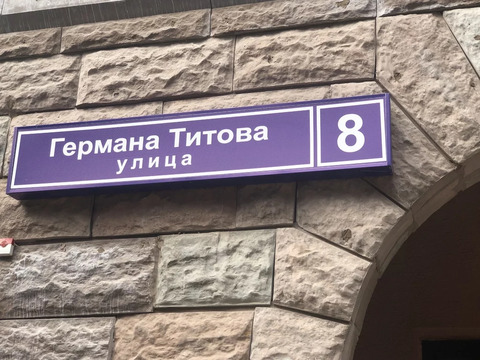 Германа Титова
улица
8